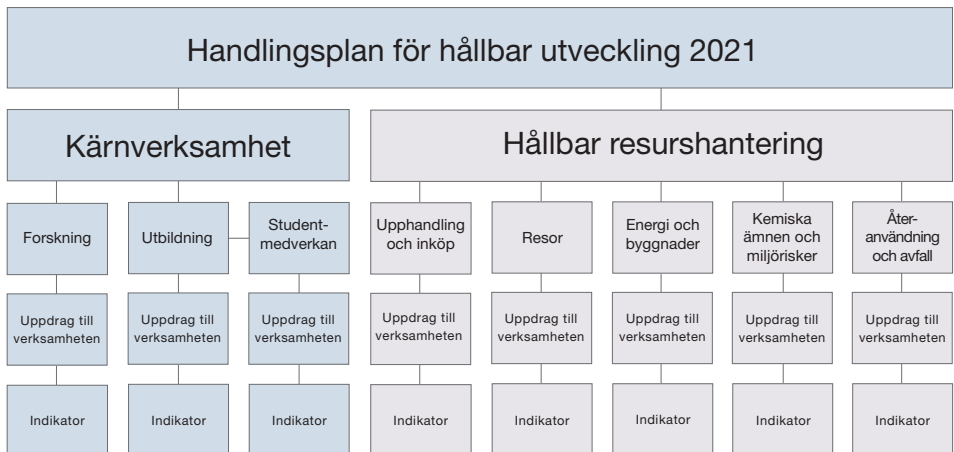 Handlingsplan för hållbar utveckling 2021
Kärnverksamhet
Hållbar resurshantering
Forskning
Utbildning
Student-
medverkan
Upphandling
och inköp
Resor
Energi och
byggnader
Kemiska
ämnen och
miljörisker
Åter-
användning
och avfall
Uppdrag till
verksamheten
Uppdrag till
verksamheten
Uppdrag till
verksamheten
Uppdrag till
verksamheten
Uppdrag till
verksamheten
Uppdrag till
verksamheten
Uppdrag till
verksamheten
Uppdrag till
verksamheten
Indikator
Indikator
Indikator
Indikator
Indikator
Indikator
Indikator
Indikator